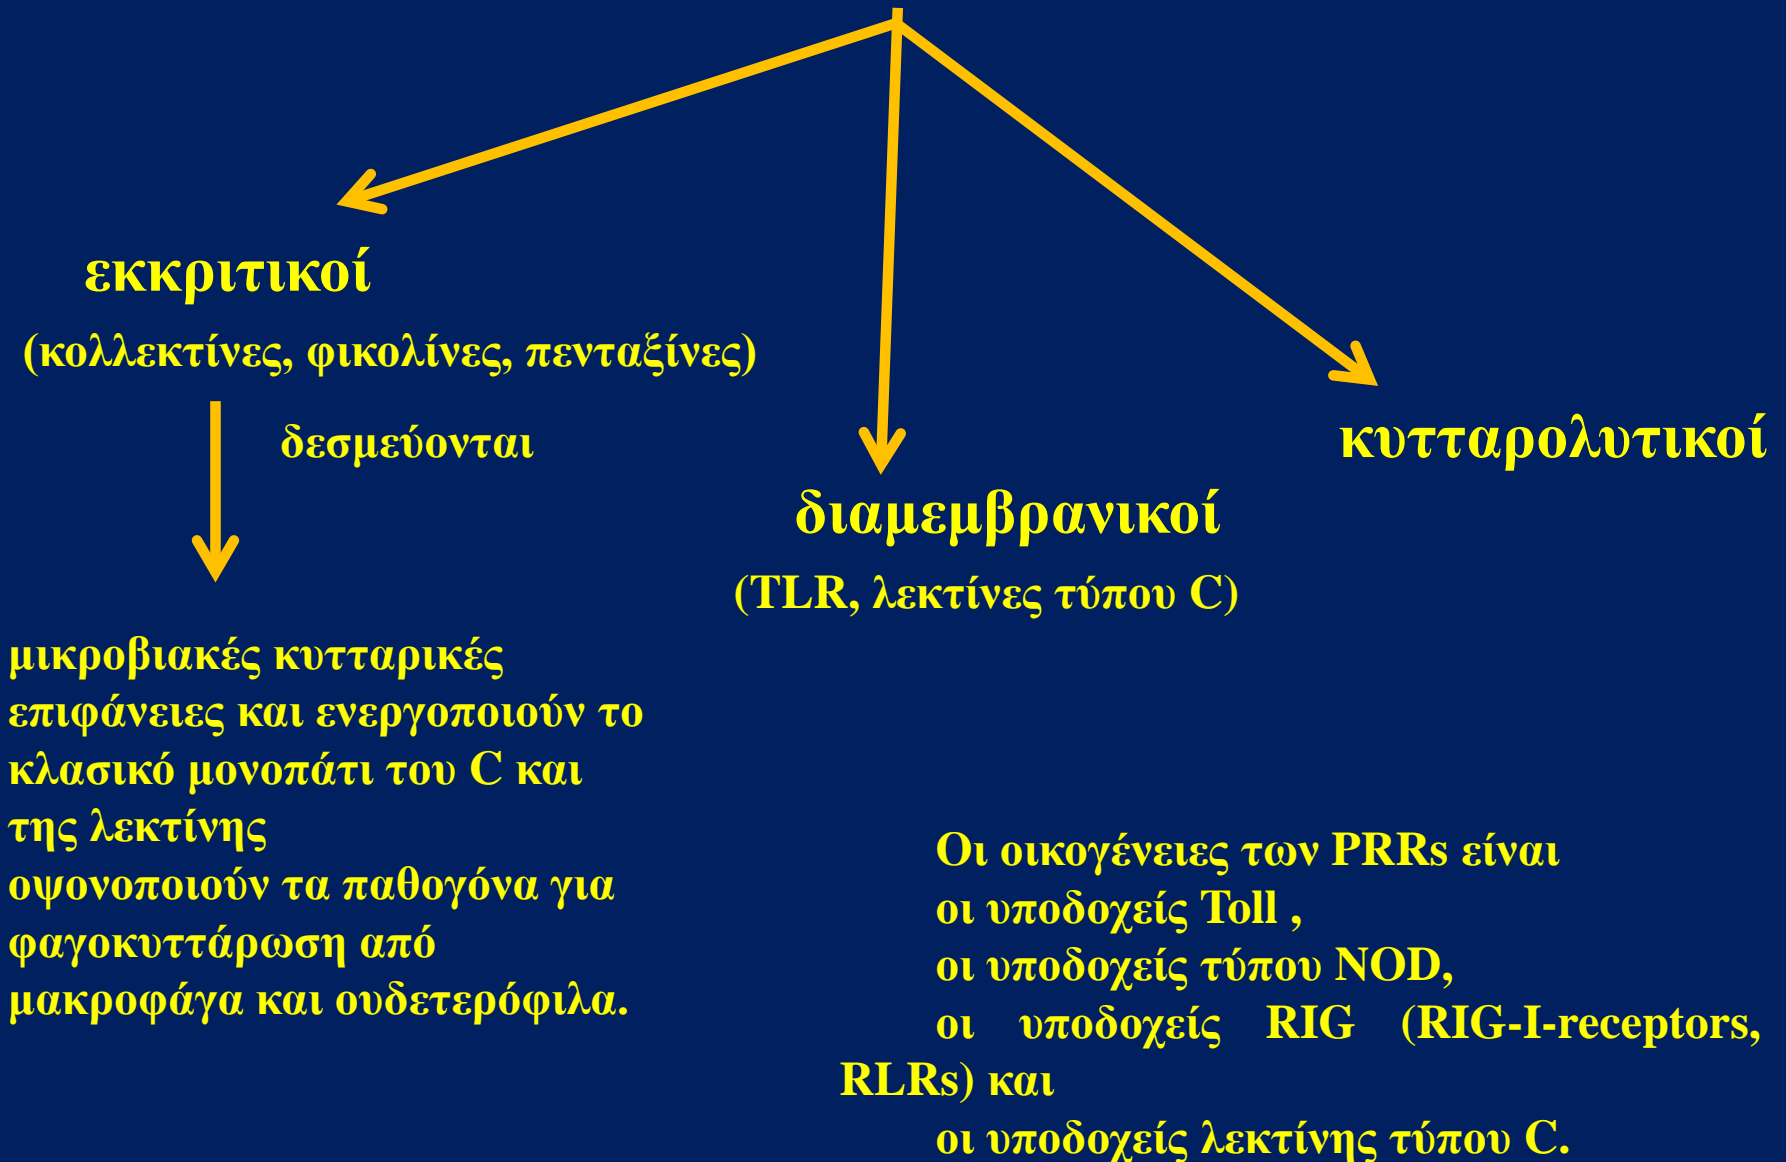 εκκριτικοί
(κολλεκτίνες, φικολίνες, πενταξίνες)
δεσμεύονται
μικροβιακές κυτταρικές
επιφάνειες και ενεργοποιούν το
κλασικό μονοπάτι του C και
της λεκτίνης
οψονοποιούν τα παθογόνα για
φαγοκυττάρωση από
μακροφάγα και ουδετερόφιλα.
διαμεμβρανικοί
(TLR, λεκτίνες τύπου C)
κυτταρολυτικοί
Οι οικογένειες των PRRs είναι
οι υποδοχείς Toll ,
οι υποδοχείς τύπου NOD,
οι υποδοχείς RIG (RIG-I-receptors,
RLRs) και
οι υποδοχείς λεκτίνης τύπου C.